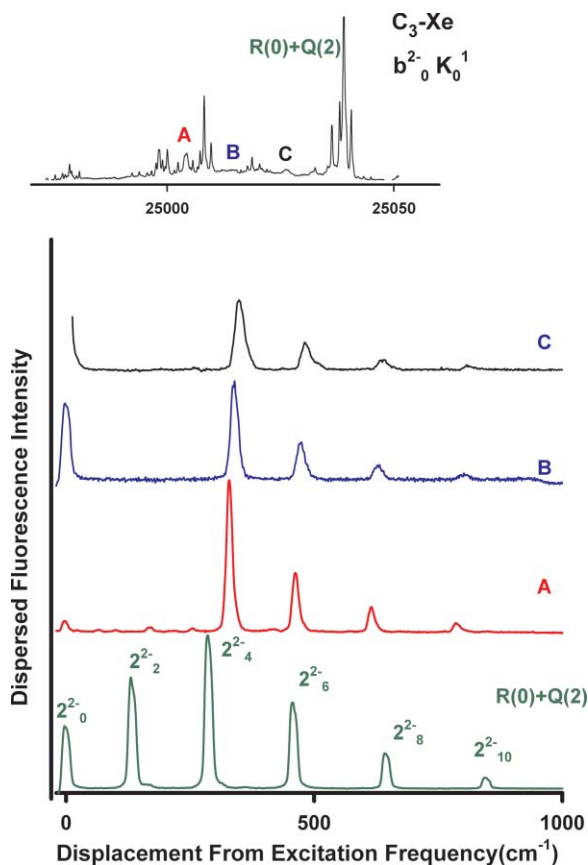 C₃-Xe
R(0)+Q(2)
b²⁻₀ K₀¹
A
B
C
25000
25050
Dispersed Fluorescence Intensity
C
B
A
R(0)+Q(2)
2²⁻₀
2²⁻₂
2²⁻₄
2²⁻₆
2²⁻₈
2²⁻₁₀
0
500
1000
Displacement From Excitation Frequency(cm⁻¹)